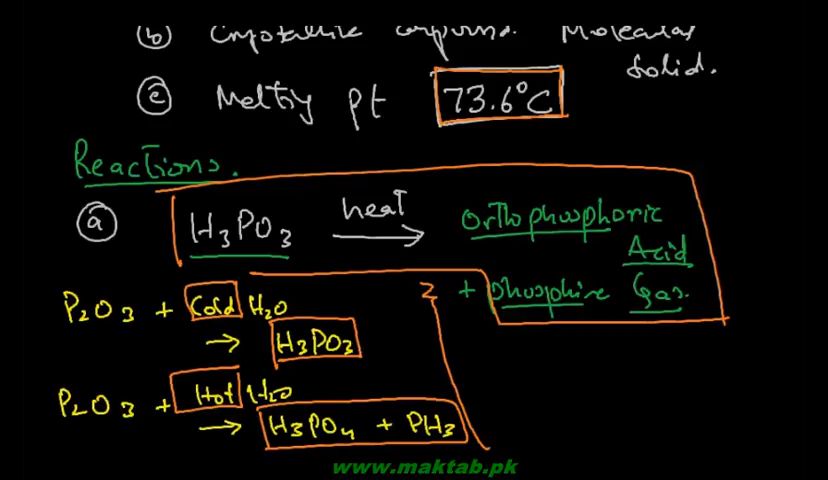 (b) Crystalline compound. Molecular
Solid.
(c) Melting pt 73.6°C
Reactions.
(a) H₃PO₃ heat → Orthophosphoric
Acid
+ phosphine Gas.
P₂O₃ + Cold H₂O
→ H₃PO₃
P₂O₃ + Hot H₂O
→ H₃PO₄ + PH₃
www.maktab.pk